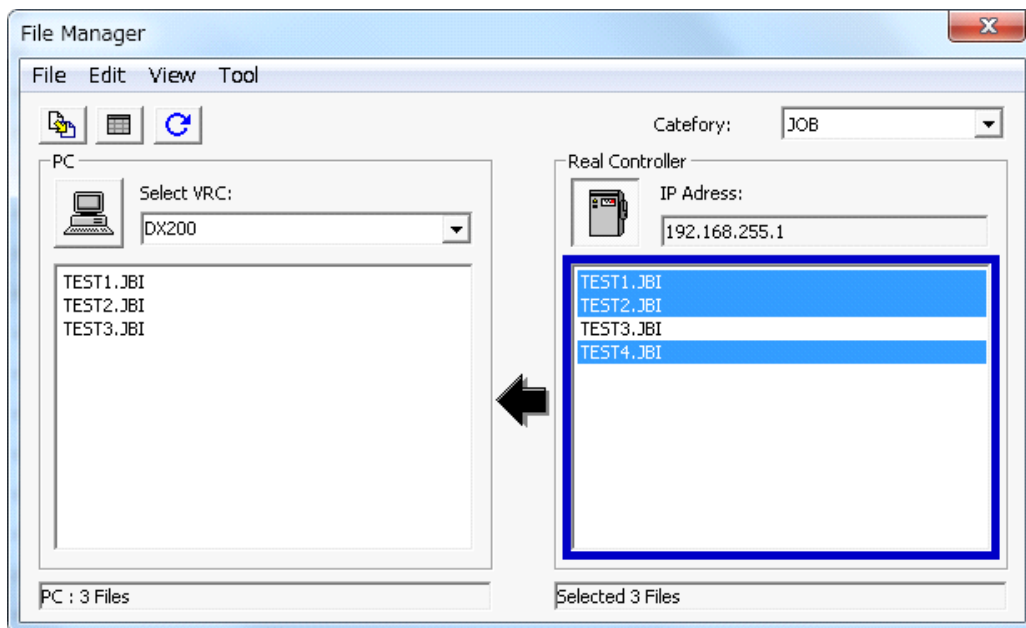 File Manager
File Edit View Tool
Catefory: JOB
PC
Select VRC:
DX200
TEST1.JBI
TEST2.JBI
TEST3.JBI
PC : 3 Files
Real Controller
IP Adress:
192.168.255.1
TEST1.JBI
TEST2.JBI
TEST3.JBI
TEST4.JBI
Selected 3 Files